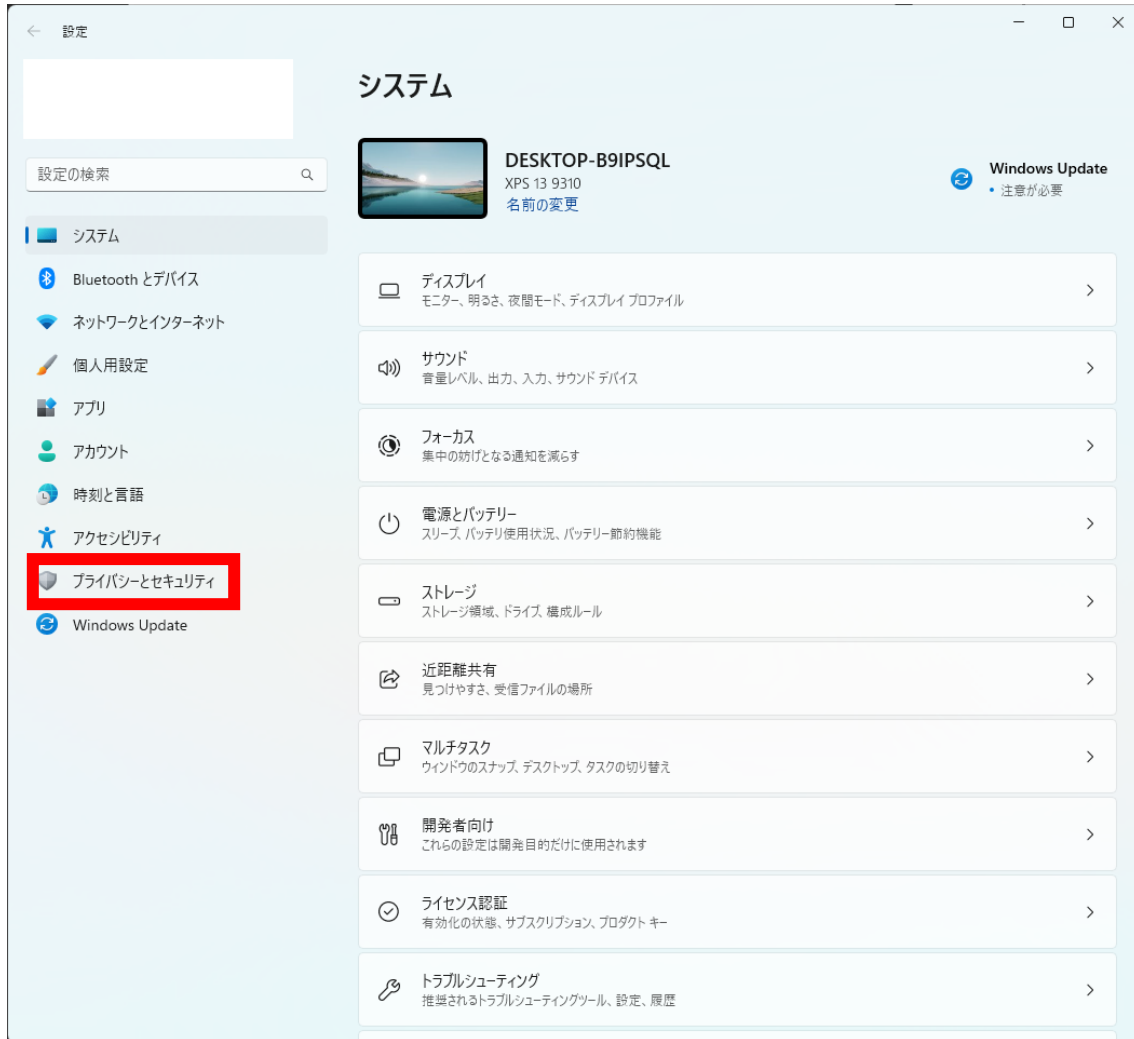 設定
システム
設定の検索
DESKTOP-B9IPSQL
XPS 13 9310
名前の変更
Windows Update
• 注意が必要
システム
Bluetooth とデバイス
ネットワークとインターネット
個人用設定
アプリ
アカウント
時刻と言語
アクセシビリティ
プライバシーとセキュリティ
Windows Update
ディスプレイ
モニター、明るさ、夜間モード、ディスプレイ プロファイル
サウンド
音量レベル、出力、入力、サウンド デバイス
フォーカス
集中の妨げとなる通知を減らす
電源とバッテリー
スリープ、バッテリ使用状況、バッテリー節約機能
ストレージ
ストレージ領域、ドライブ、構成ルール
近距離共有
見つけやすさ、受信ファイルの場所
マルチタスク
ウィンドウのスナップ、デスクトップ、タスクの切り替え
開発者向け
これらの設定は開発目的だけに使用されます
ライセンス認証
有効化の状態、サブスクリプション、プロダクト キー
トラブルシューティング
推奨されるトラブルシューティングツール、設定、履歴